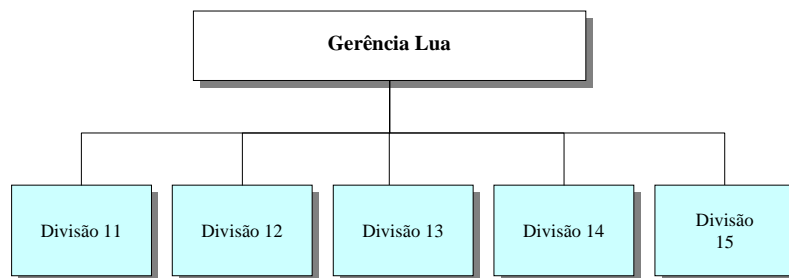 Gerência Lua
Divisão 11
Divisão 12
Divisão 13
Divisão 14
Divisão
15